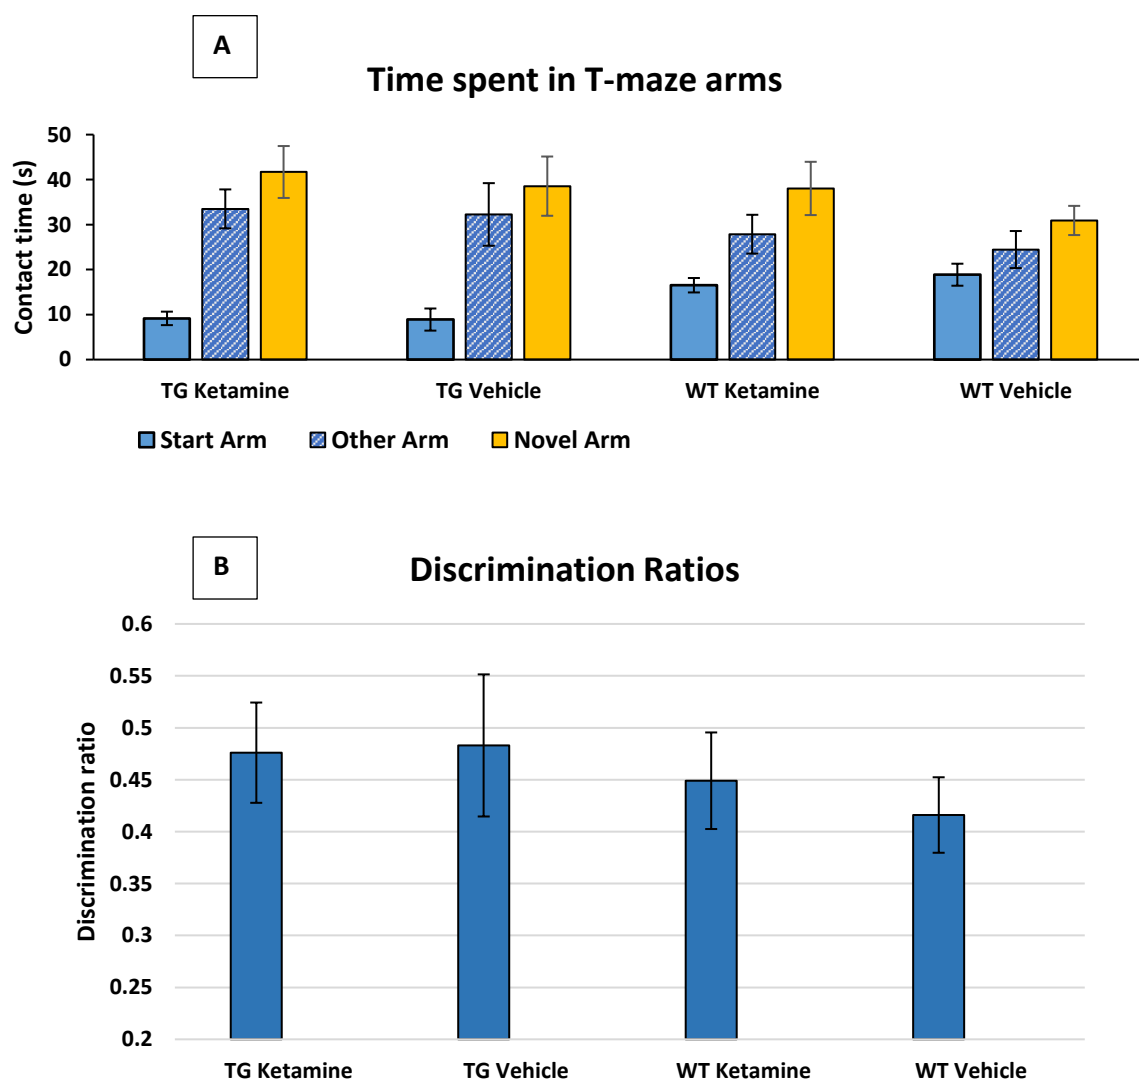 A
Time spent in T-maze arms
Contact time (s)
50
40
30
20
10
0
TG Ketamine TG Vehicle WT Ketamine WT Vehicle
Start Arm Other Arm Novel Arm
B
Discrimination Ratios
Discrimination ratio
0.6
0.55
0.5
0.45
0.4
0.35
0.3
0.25
0.2
TG Ketamine TG Vehicle WT Ketamine WT Vehicle